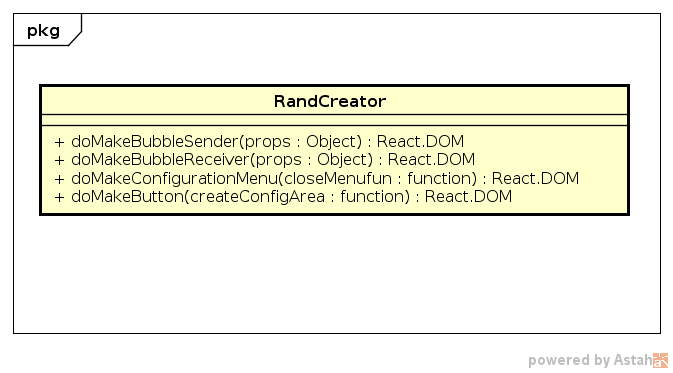 pkg
RandCreator
+ doMakeBubbleSender(props : Object) : React.DOM
+ doMakeBubbleReceiver(props : Object) : React.DOM
+ doMakeConfigurationMenu(closeMenufun : function) : React.DOM
+ doMakeButton(createConfigArea : function) : React.DOM
powered by Astah